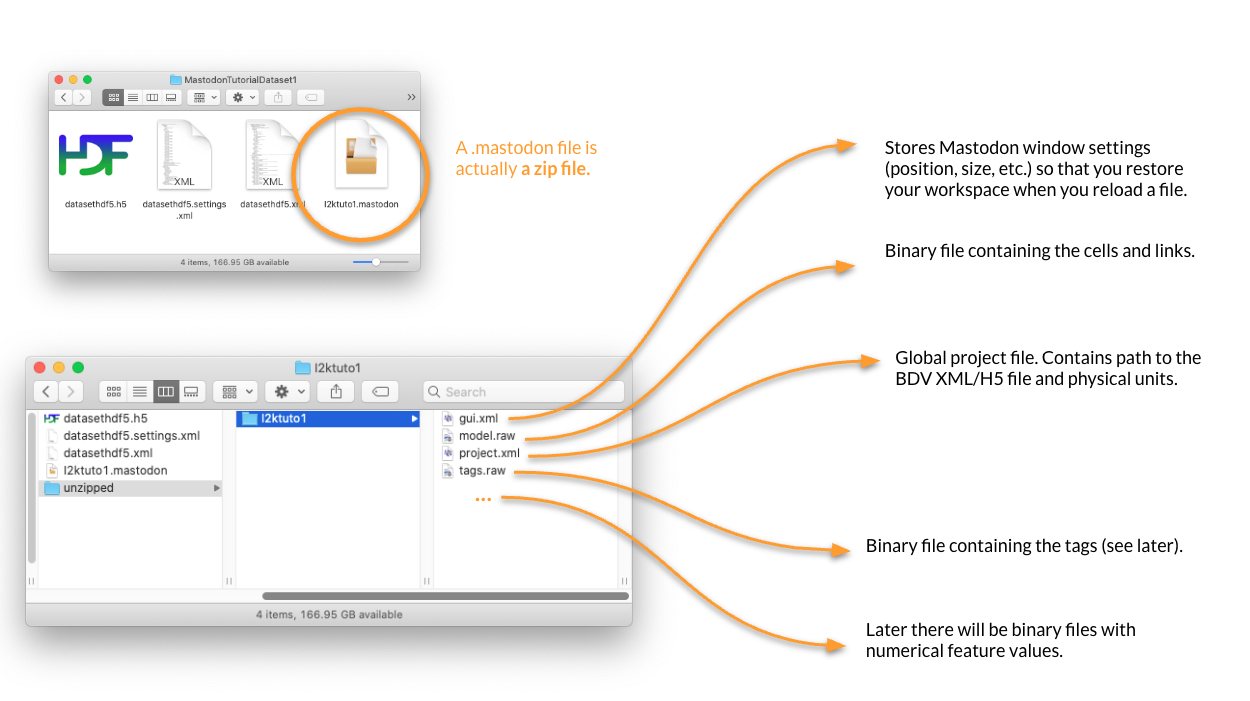 MastodonTutorialDataset1
HDF
XML
XML
datasethdf5.h5
datasethdf5.settings
.xml
datasethdf5.xml
l2ktuto1.mastodon
4 items, 166.95 GB available
A .mastodon file is
actually a zip file.
Stores Mastodon window settings
(position, size, etc.) so that you restore
your workspace when you reload a file.
Binary file containing the cells and links.
Global project file. Contains path to the
BDV XML/H5 file and physical units.
l2ktuto1
Search
HDF datasethdf5.h5
datasethdf5.settings.xml
datasethdf5.xml
l2ktuto1.mastodon
unzipped
l2ktuto1
gui.xml
model.raw
project.xml
tags.raw
...
4 items, 166.95 GB available
Binary file containing the tags (see later).
Later there will be binary files with
numerical feature values.